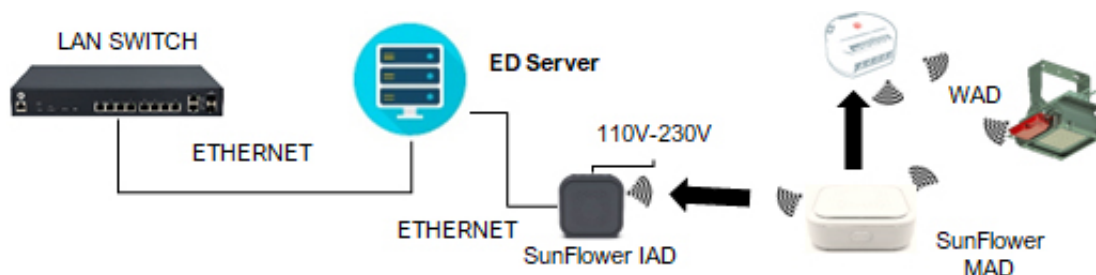 LAN SWITCH
ED Server
ETHERNET
110V-230V
WAD
ETHERNET
SunFlower IAD
SunFlower
MAD